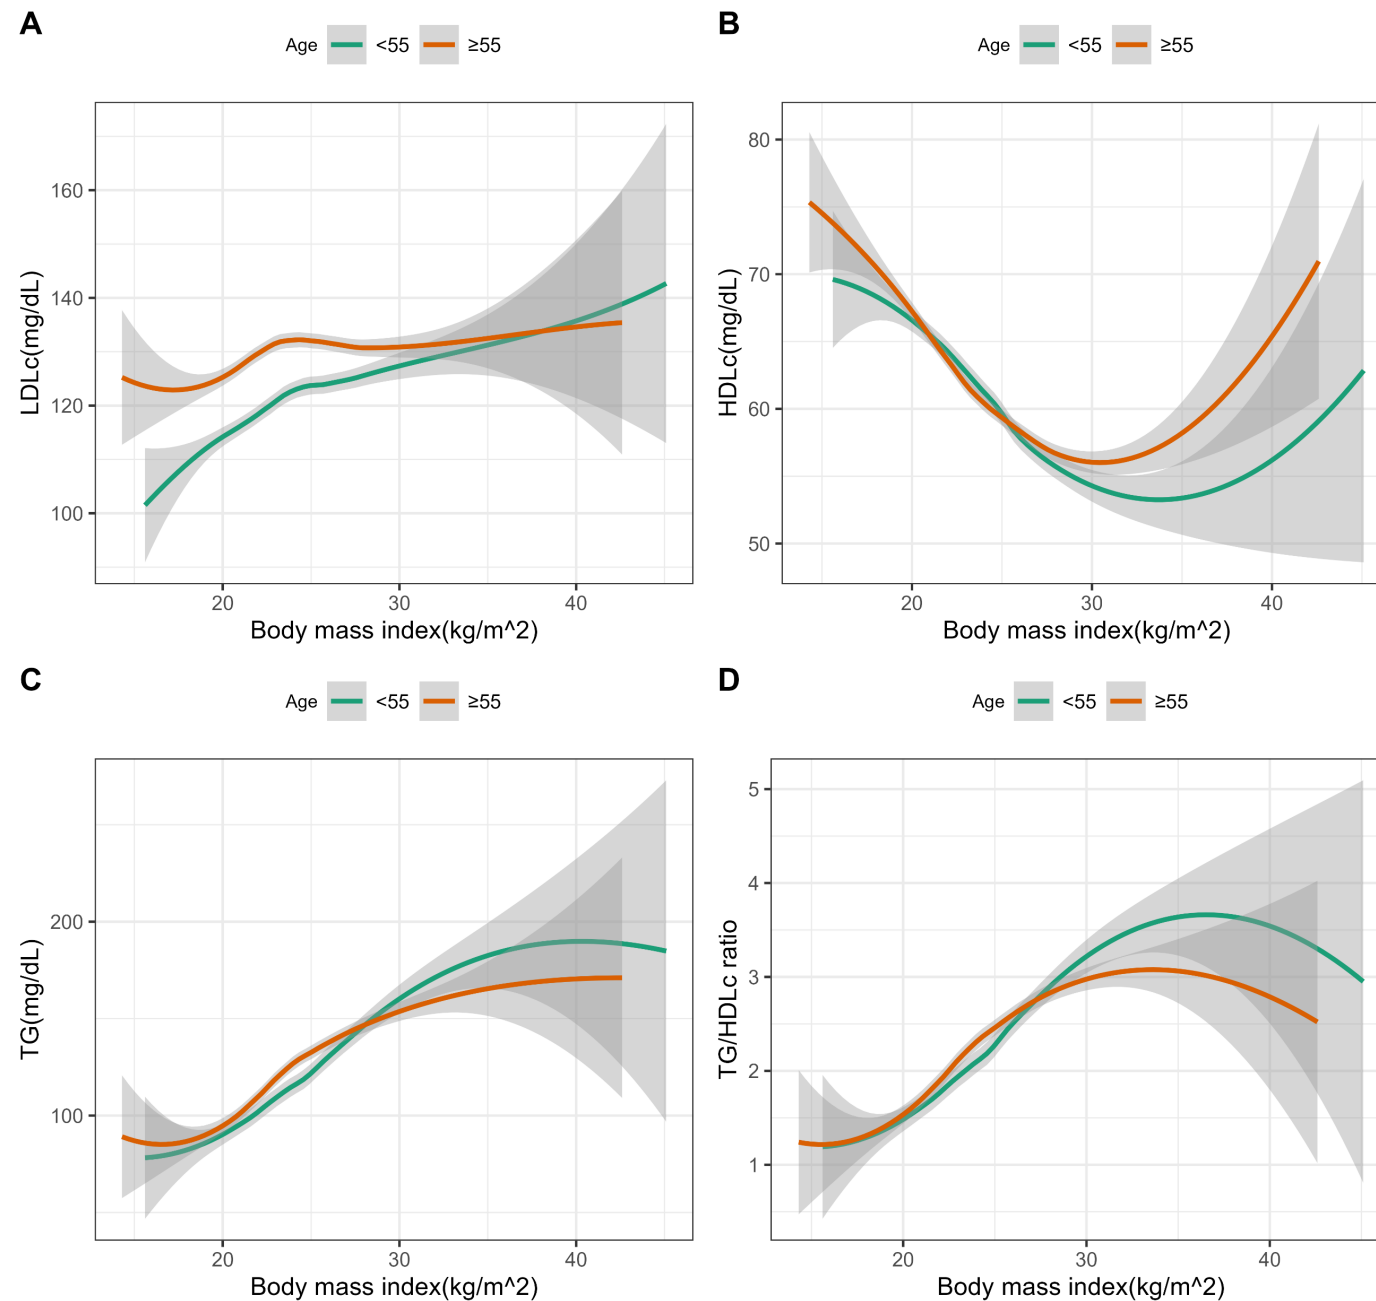 A
Age <55 ≥55
LDLc(mg/dL)
160
140
120
100
20 30 40
Body mass index(kg/m^2)
B
Age <55 ≥55
HDLc(mg/dL)
80
70
60
50
20 30 40
Body mass index(kg/m^2)
C
Age <55 ≥55
TG(mg/dL)
200
100
20 30 40
Body mass index(kg/m^2)
D
Age <55 ≥55
TG/HDLc ratio
5
4
3
2
1
20 30 40
Body mass index(kg/m^2)